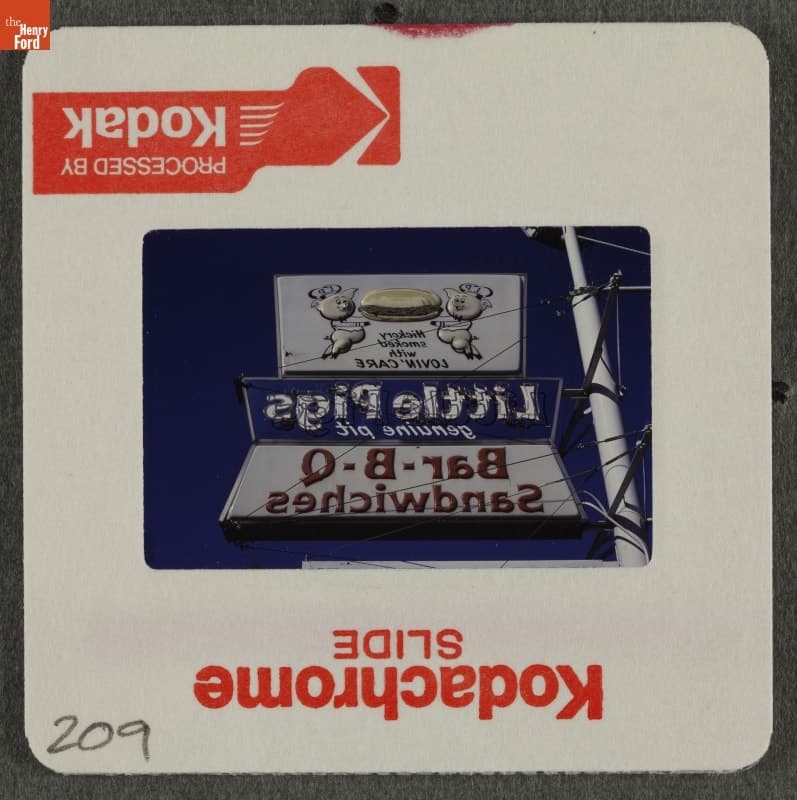 the
Henry
Ford
PROCESSED BY
Kodak
Hickory
smoked
with
LOVIN' CARE
Little Pigs
genuine pit
Bar-B-Q
Sandwiches
Kodachrome
SLIDE
209